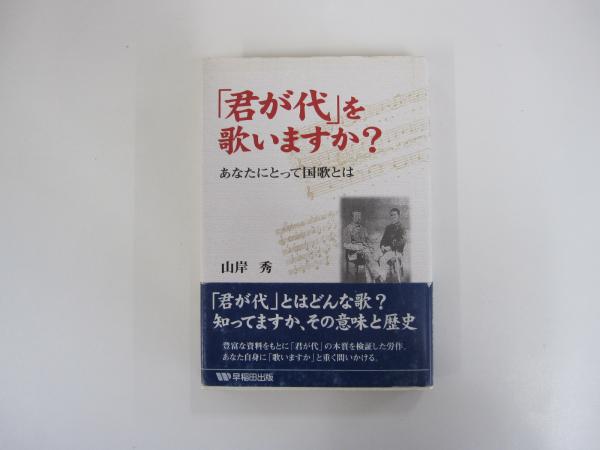 「君が代」を
歌いますか?
あなたにとって国歌とは
山岸 秀
「君が代」とはどんな歌?
知ってますか、その意味と歴史
豊富な資料をもとに「君が代」の本質を検証した労作。
あなた自身に「歌いますか」と重く問いかける。
早稲田出版